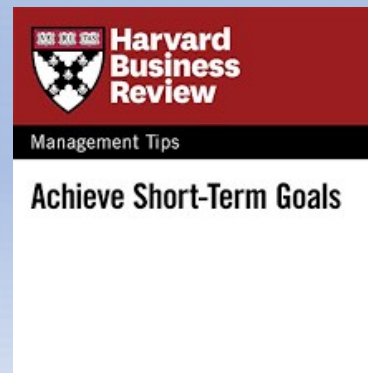 Harvard
Business
Review
Management Tips
Achieve Short-Term Goals